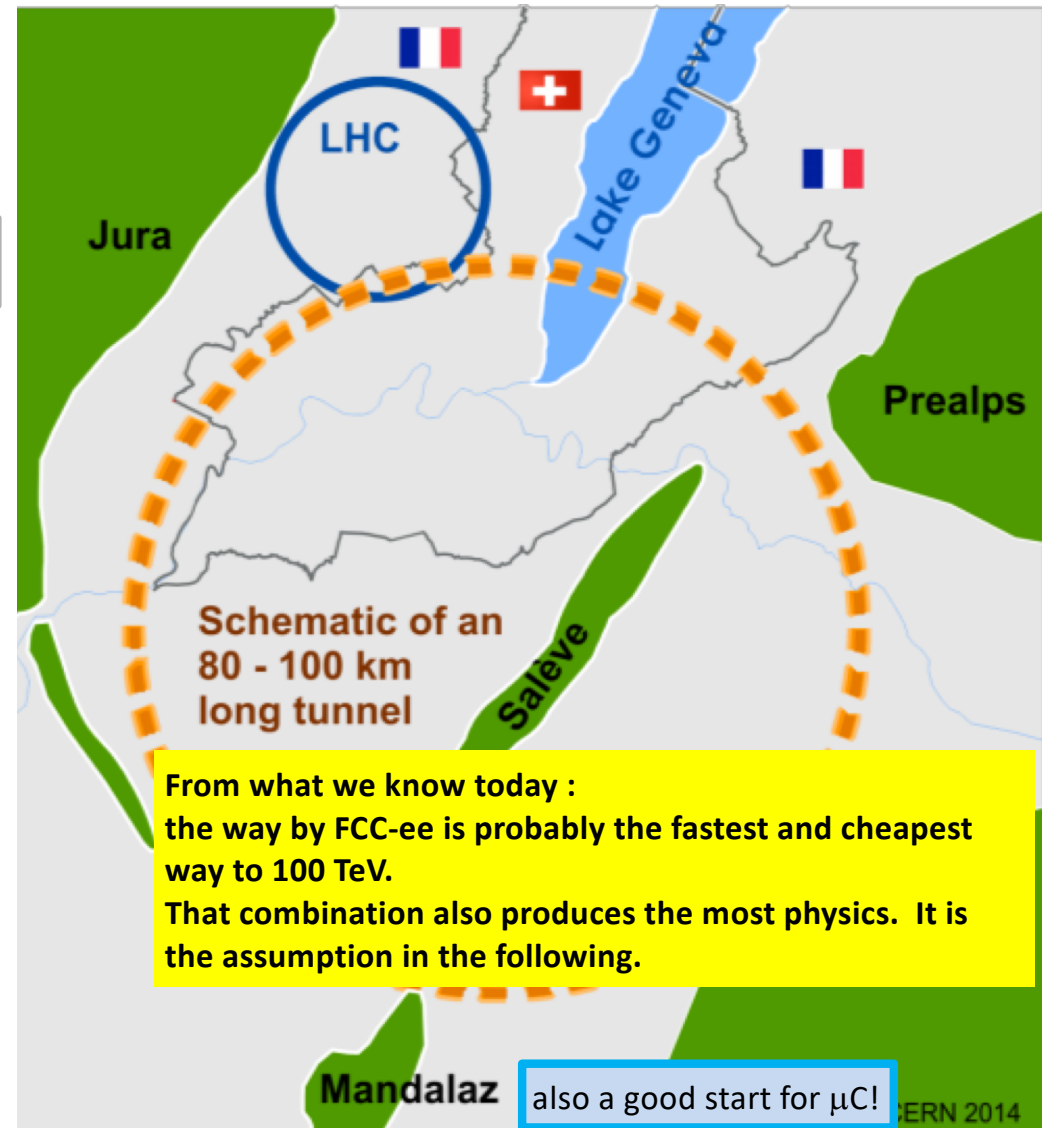 LHC
Lake Geneva
Jura
Prealps
Schematic of an
80 - 100 km
long tunnel
Salève
From what we know today :
the way by FCC-ee is probably the fastest and cheapest
way to 100 TeV.
That combination also produces the most physics.  It is
the assumption in the following.
Mandalaz
also a good start for μC!
CERN 2014